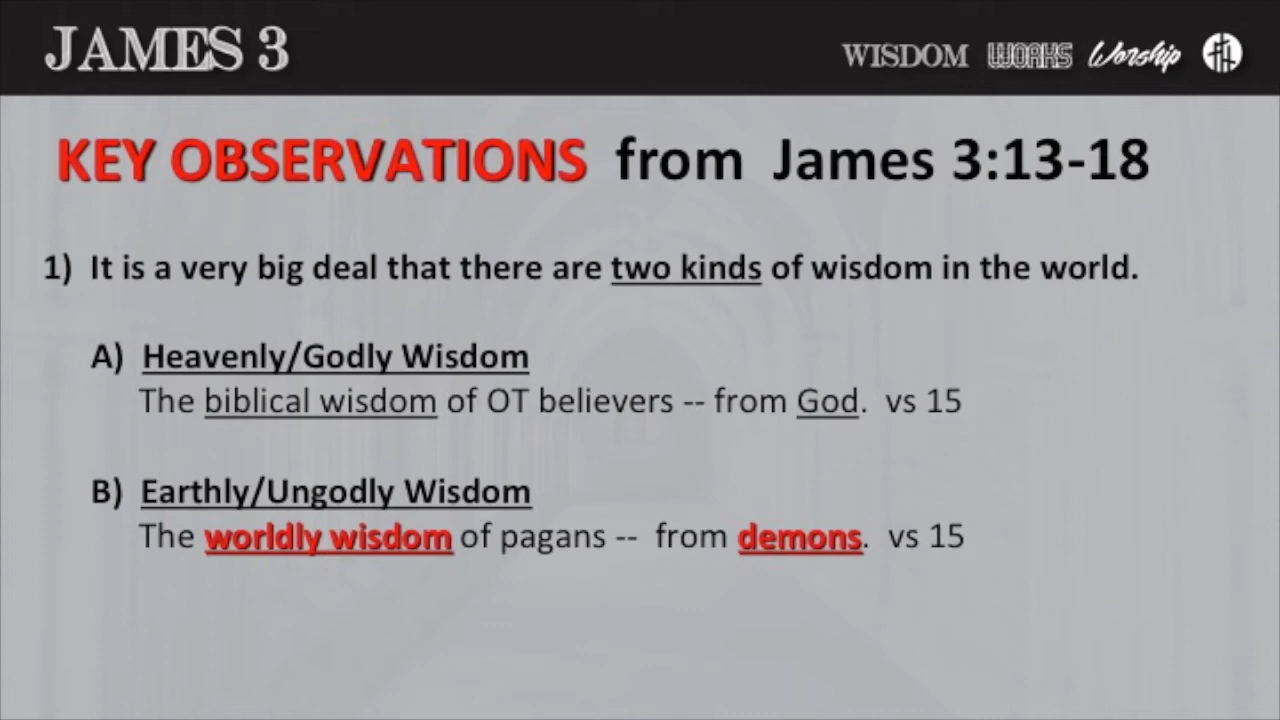 JAMES 3
WISDOM WORKS Worship
KEY OBSERVATIONS from James 3:13-18
1) It is a very big deal that there are two kinds of wisdom in the world.
A) Heavenly/Godly Wisdom
The biblical wisdom of OT believers -- from God. vs 15
B) Earthly/Ungodly Wisdom
The worldly wisdom of pagans -- from demons. vs 15